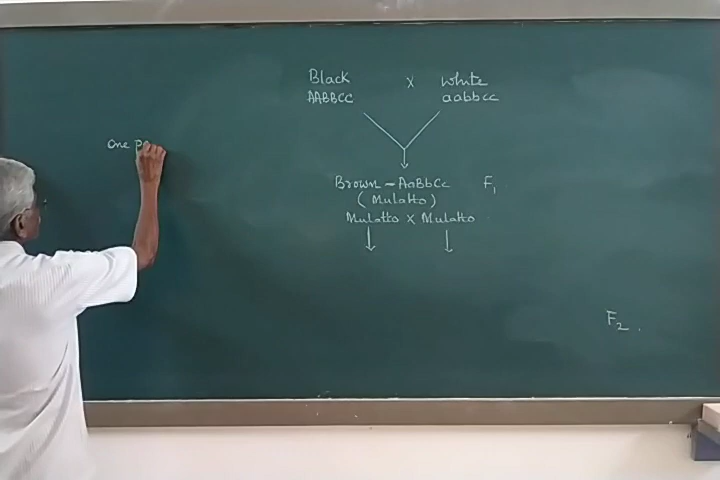 Black x White
AABBCC aabbcc
one
Brown - AaBbCc F1
(Mulatto)
Mulatto x Mulatto
F2.